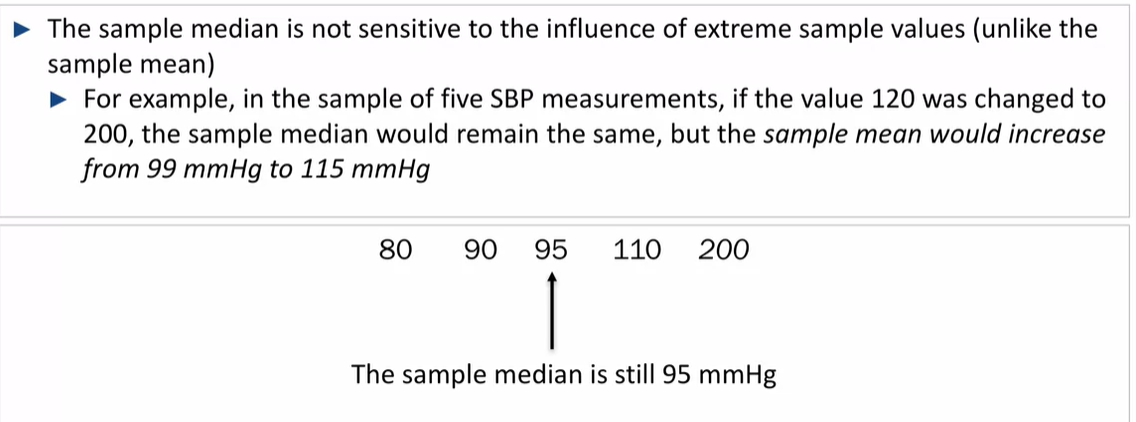 ► The sample median is not sensitive to the influence of extreme sample values (unlike the
sample mean)
► For example, in the sample of five SBP measurements, if the value 120 was changed to
200, the sample median would remain the same, but the sample mean would increase
from 99 mmHg to 115 mmHg
80 90 95 110 200
The sample median is still 95 mmHg